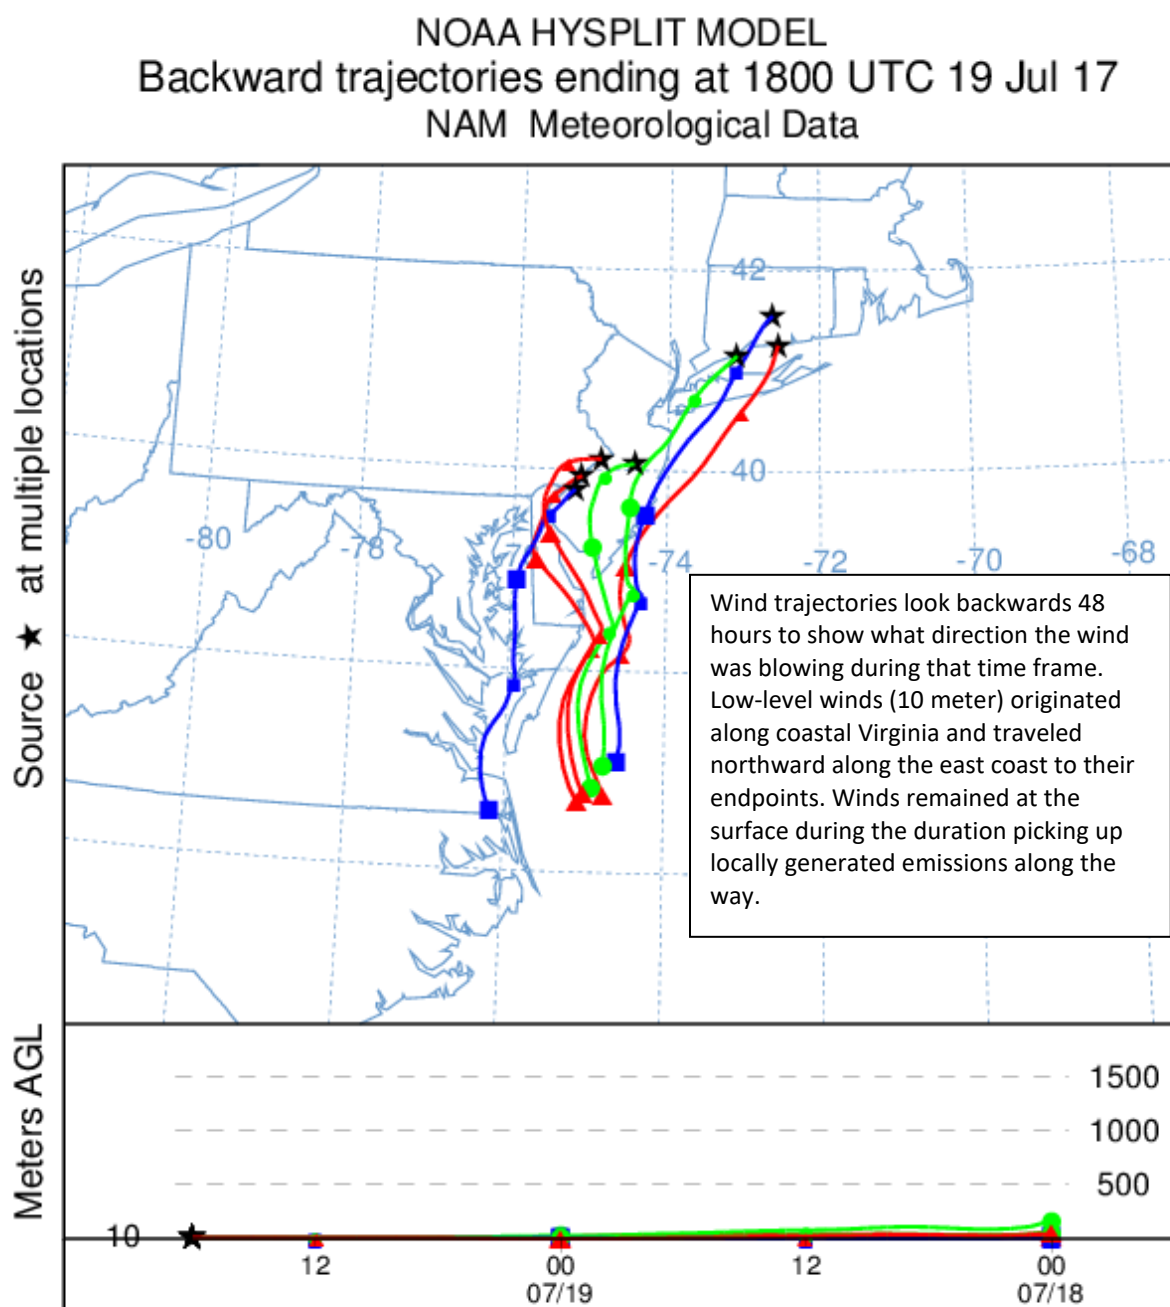 NOAA HYSPLIT MODEL
Backward trajectories ending at 1800 UTC 19 Jul 17
NAM Meteorological Data
Source ★ at multiple locations
42
40
-80
-78
-74
-72
-70
-68
Wind trajectories look backwards 48
hours to show what direction the wind
was blowing during that time frame.
Low-level winds (10 meter) originated
along coastal Virginia and traveled
northward along the east coast to their
endpoints. Winds remained at the
surface during the duration picking up
locally generated emissions along the
way.
Meters AGL
1500
1000
500
10
12
00
12
00
07/19
07/18